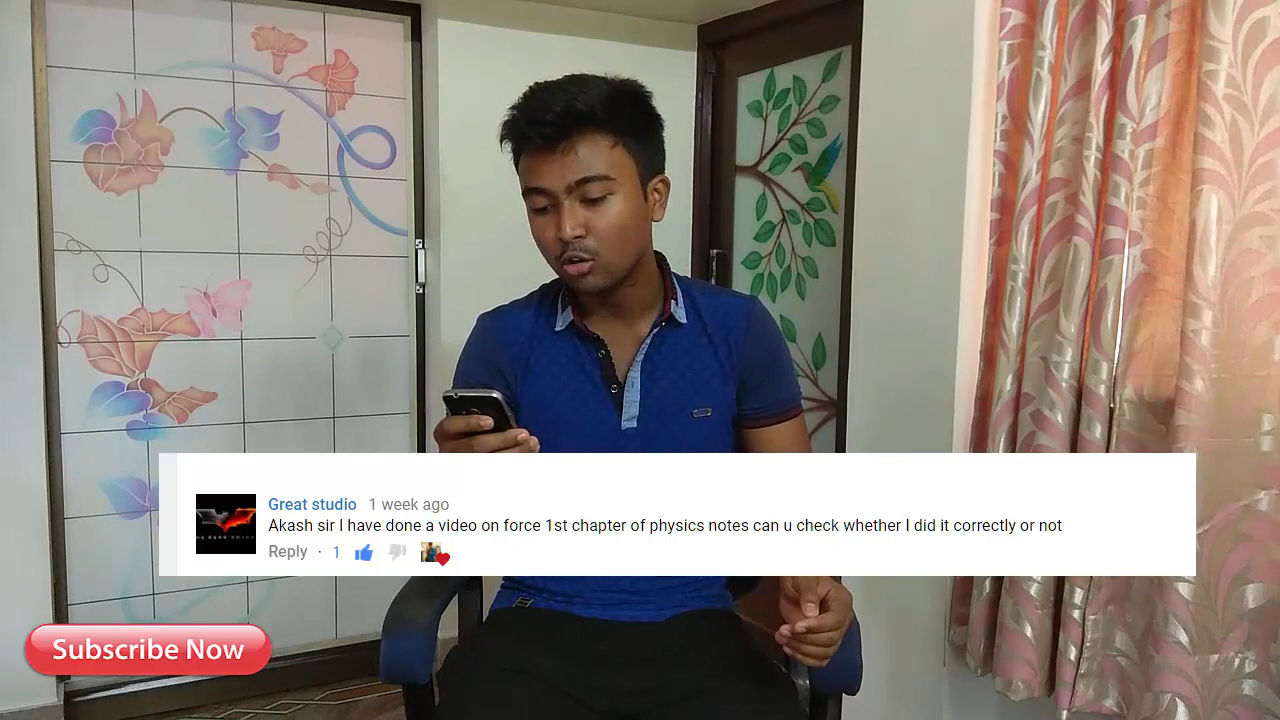 Great studio 1 week ago
Akash sir I have done a video on force 1st chapter of physics notes can u check whether I did it correctly or not
Reply · 1
Subscribe Now